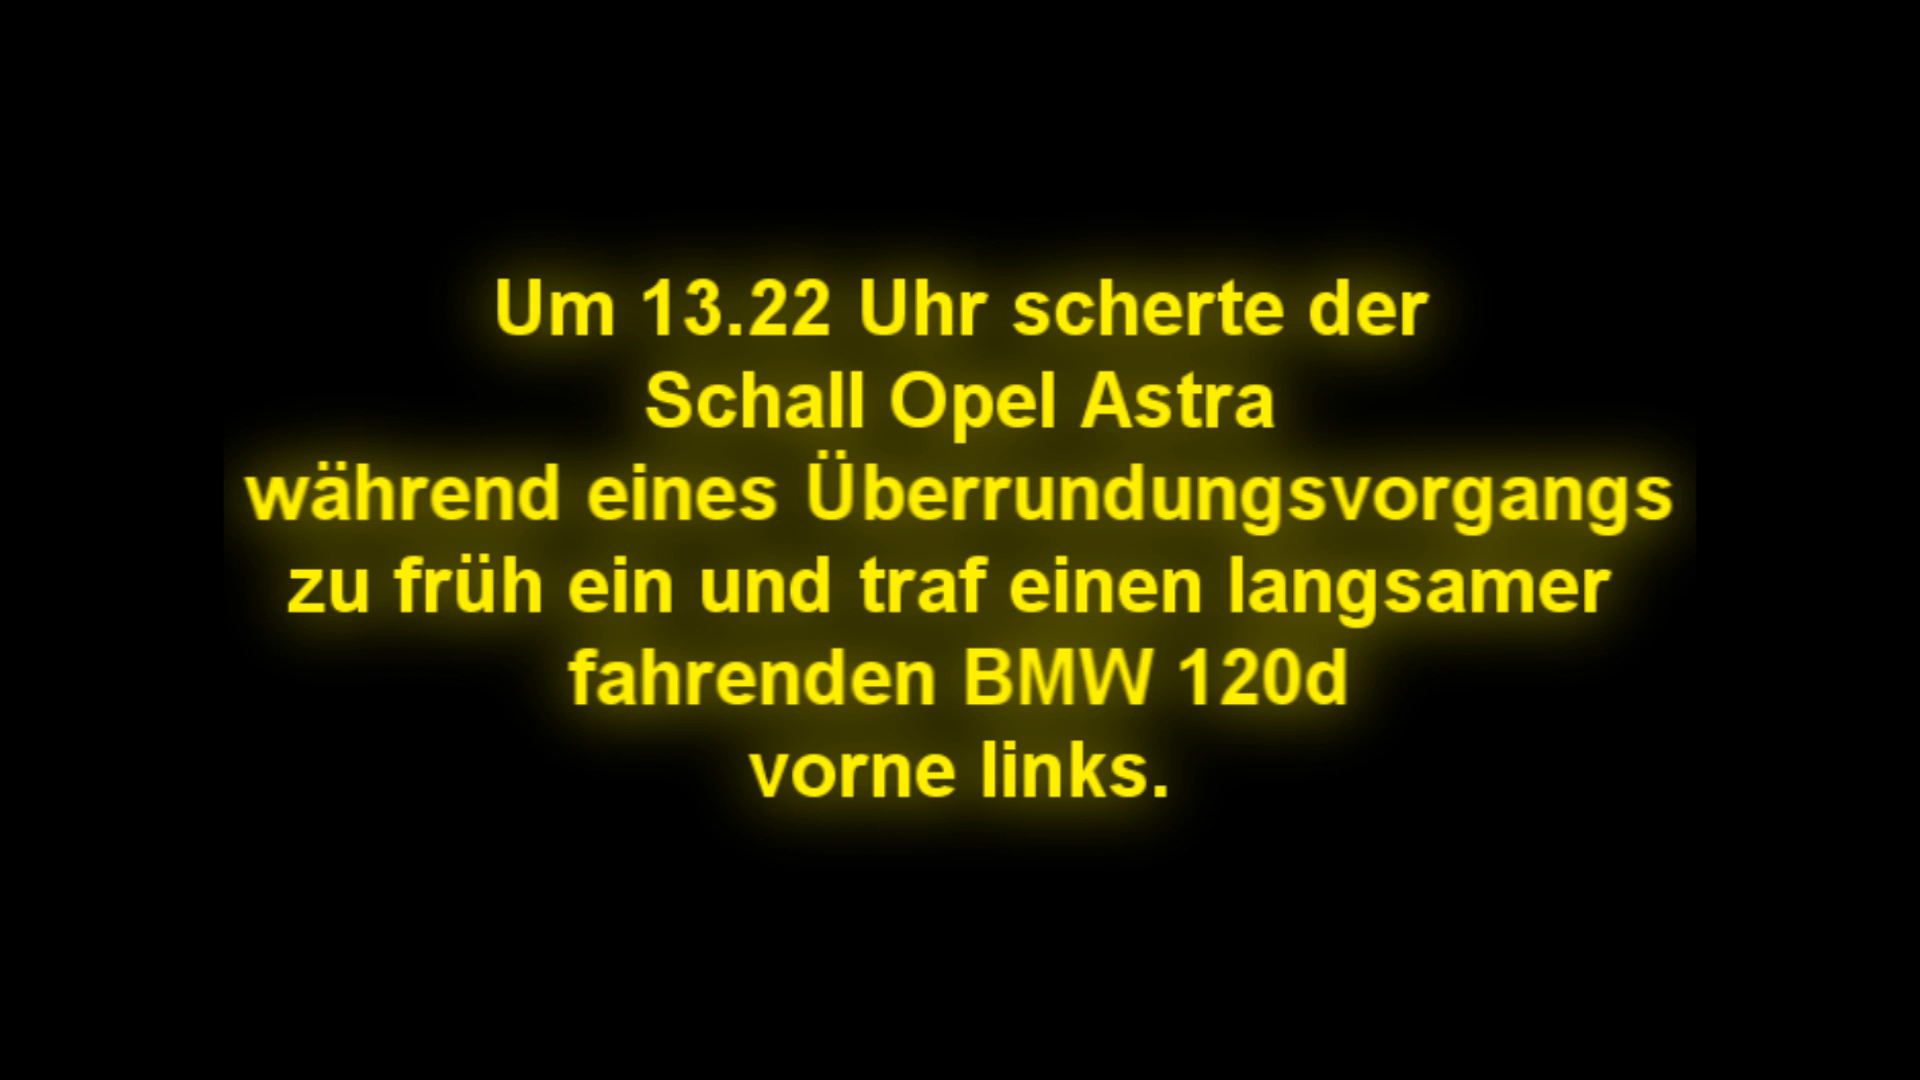 Um 13.22 Uhr scherte der
Schall Opel Astra
während eines Überrundungsvorgangs
zu früh ein und traf einen langsamer
fahrenden BMW 120d
vorne links.